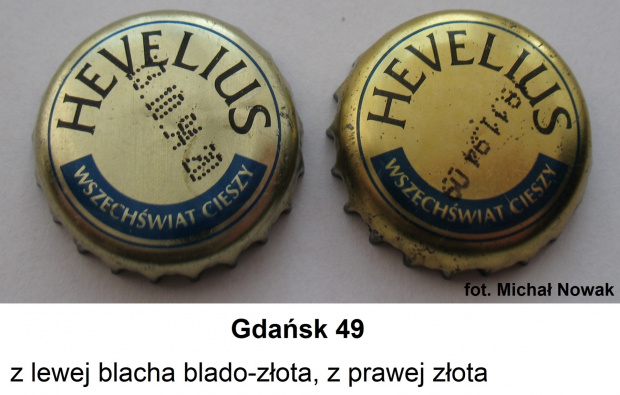 HEVELIUS
WSZECHŚWIAT CIESZY
HEVELIUS
WSZECHŚWIAT CIESZY
fot. Michał Nowak
Gdańsk 49
z lewej blacha blado-złota, z prawej złota